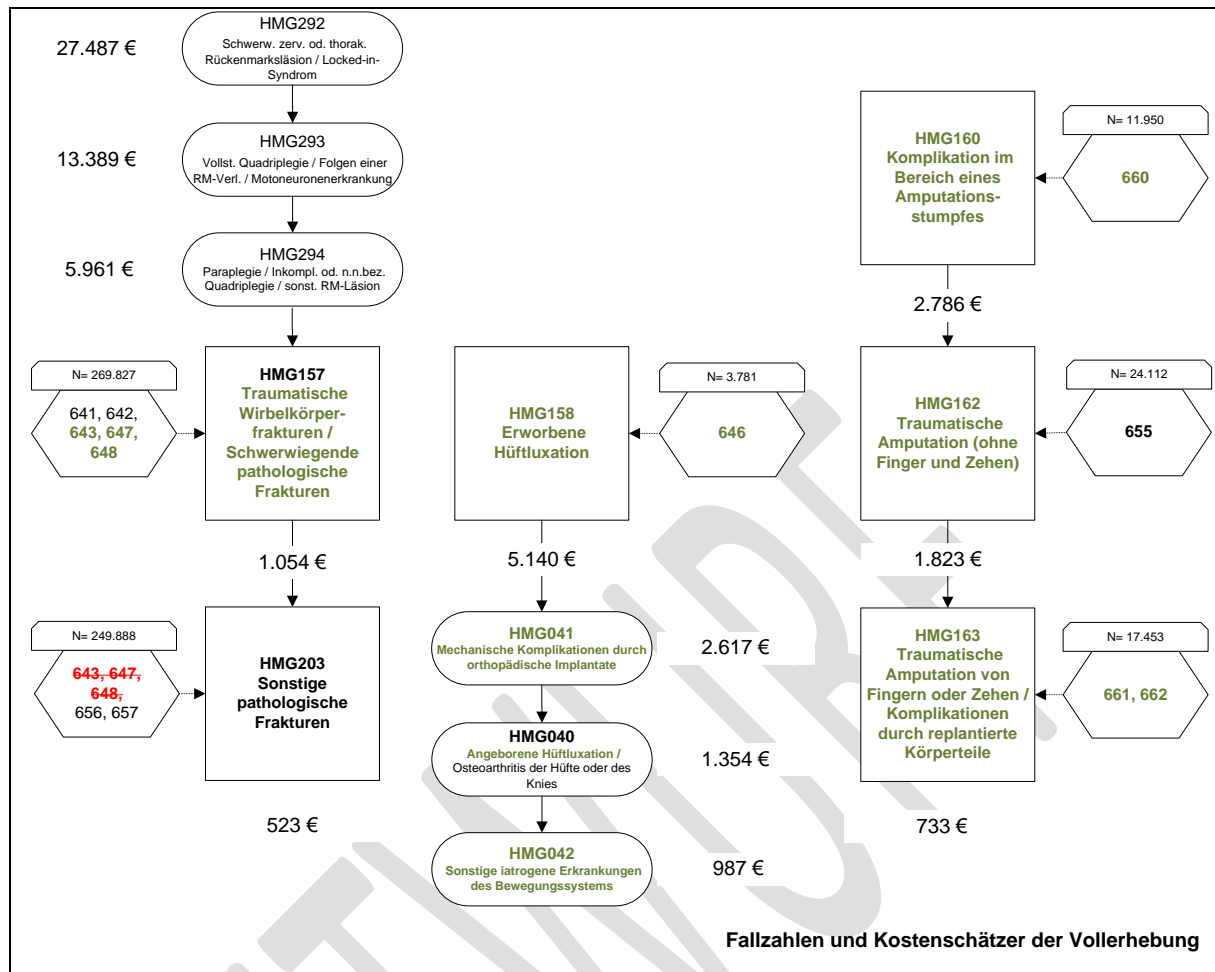 27.487 €
HMG292
Schwerw. zerv. od. thorak.
Rückenmarksläsion / Locked-in-
Syndrom
13.389 €
HMG293
Vollst. Quadriplegie / Folgen einer
RM-Verl. / Motoneuronenerkrankung
5.961 €
HMG294
Paraplegie / Inkompl. od. n.n.bez.
Quadriplegie / sonst. RM-Läsion
N= 269.827
641, 642,
643, 647,
648
HMG157
Traumatische
Wirbelkörper-
frakturen /
Schwerwiegende
pathologische
Frakturen
1.054 €
N= 249.888
643, 647,
648,
656, 657
HMG203
Sonstige
pathologische
Frakturen
523 €
HMG158
Erworbene
Hüftluxation
N= 3.781
646
5.140 €
HMG041
Mechanische Komplikationen durch
orthopädische Implantate
2.617 €
HMG040
Angeborene Hüftluxation /
Osteoarthritis der Hüfte oder des
Knies
1.354 €
HMG042
Sonstige iatrogene Erkrankungen
des Bewegungssystems
987 €
HMG160
Komplikation im
Bereich eines
Amputations-
stumpfes
N= 11.950
660
2.786 €
HMG162
Traumatische
Amputation (ohne
Finger und Zehen)
N= 24.112
655
1.823 €
HMG163
Traumatische
Amputation von
Fingern oder Zehen /
Komplikationen
durch replantierte
Körperteile
N= 17.453
661, 662
733 €
Fallzahlen und Kostenschätzer der Vollerhebung